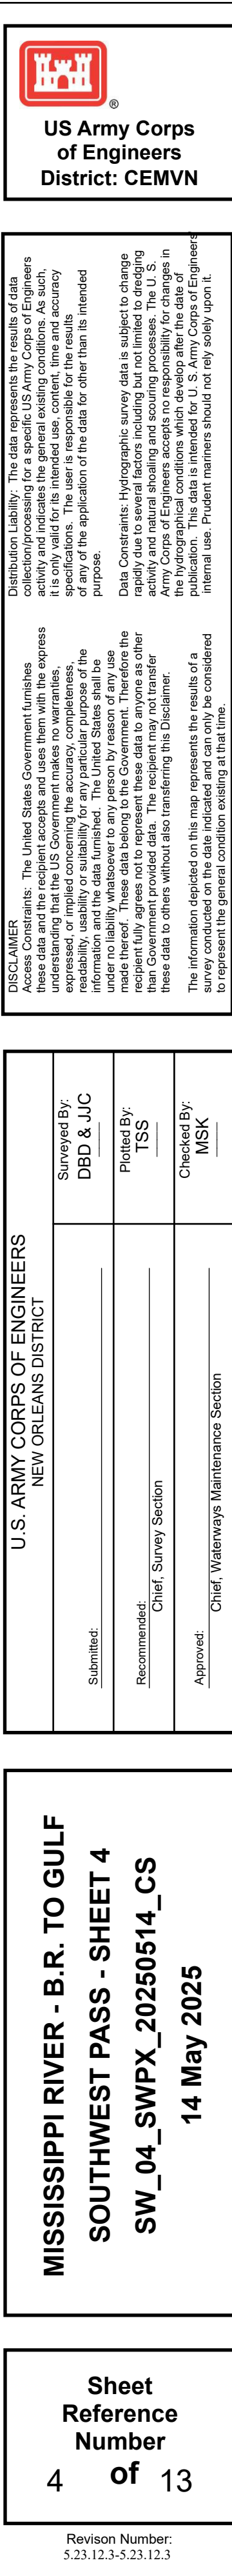 ®
US Army Corps
of Engineers
District: CEMVN
DISCLAIMER
Access Constraints: The United States Government furnishes
these data and the recipient accepts and uses them with the express
understanding that the US Government makes no warranties,
expressed, or implied concerning the accuracy, completeness,
readability, usability or suitability for any particular purpose of the
information and the data furnished. The United States shall be
under no liability whatsoever to any person by reason of any use
made thereof. These data belong to the Government. Therefore the
recipient fully agrees not to represent these data to anyone as other
than Government provided data. The recipient may not transfer
these data to others without also transferring this Disclaimer.
The information depicted on this map represents the results of a
survey conducted on the date indicated and can only be considered
to represent the general condition existing at that time.
Distribution Liability: The data represents the results of data
collection/processing for a specific US Army Corps of Engineers
activity and indicates the general existing conditions. As such,
it is only valid for its intended use, content, time and accuracy
specifications. The user is responsible for the results
of any of the application of the data for other than its intended
purpose.
Data Constraints: Hydrographic survey data is subject to change
rapidly due to several factors including but not limited to dredging
activity and natural shoaling and scouring processes. The U. S.
Army Corps of Engineers accepts no responsibility for changes in
the hydrographical conditions which develop after the date of
publication. This data is intended for U. S. Army Corps of Engineers
internal use. Prudent mariners should not rely solely upon it.
U.S. ARMY CORPS OF ENGINEERS
NEW ORLEANS DISTRICT
Submitted:
Surveyed By:
DBD & JJC
Recommended:
Chief, Survey Section
Plotted By:
TSS
Approved:
Chief, Waterways Maintenance Section
Checked By:
MSK
MISSISSIPPI RIVER - B.R. TO GULF
SOUTHWEST PASS - SHEET 4
SW_04_SWPX_20250514_CS
14 May 2025
Sheet
Reference
Number
4 of 13
Revison Number:
5.23.12.3-5.23.12.3